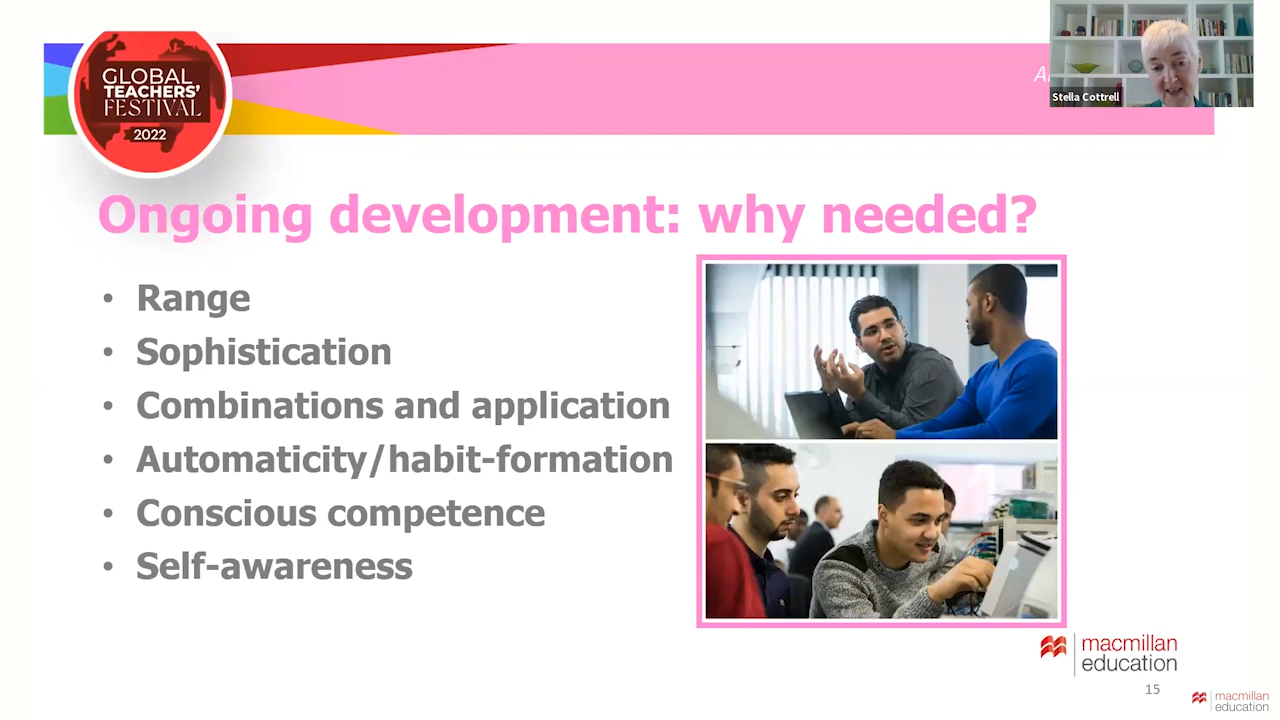 GLOBAL
TEACHERS'
FESTIVAL
2022
Stella Cottrell
Ongoing development: why needed?
• Range
• Sophistication
• Combinations and application
• Automaticity/habit-formation
• Conscious competence
• Self-awareness
macmillan
education
15
macmillan
education